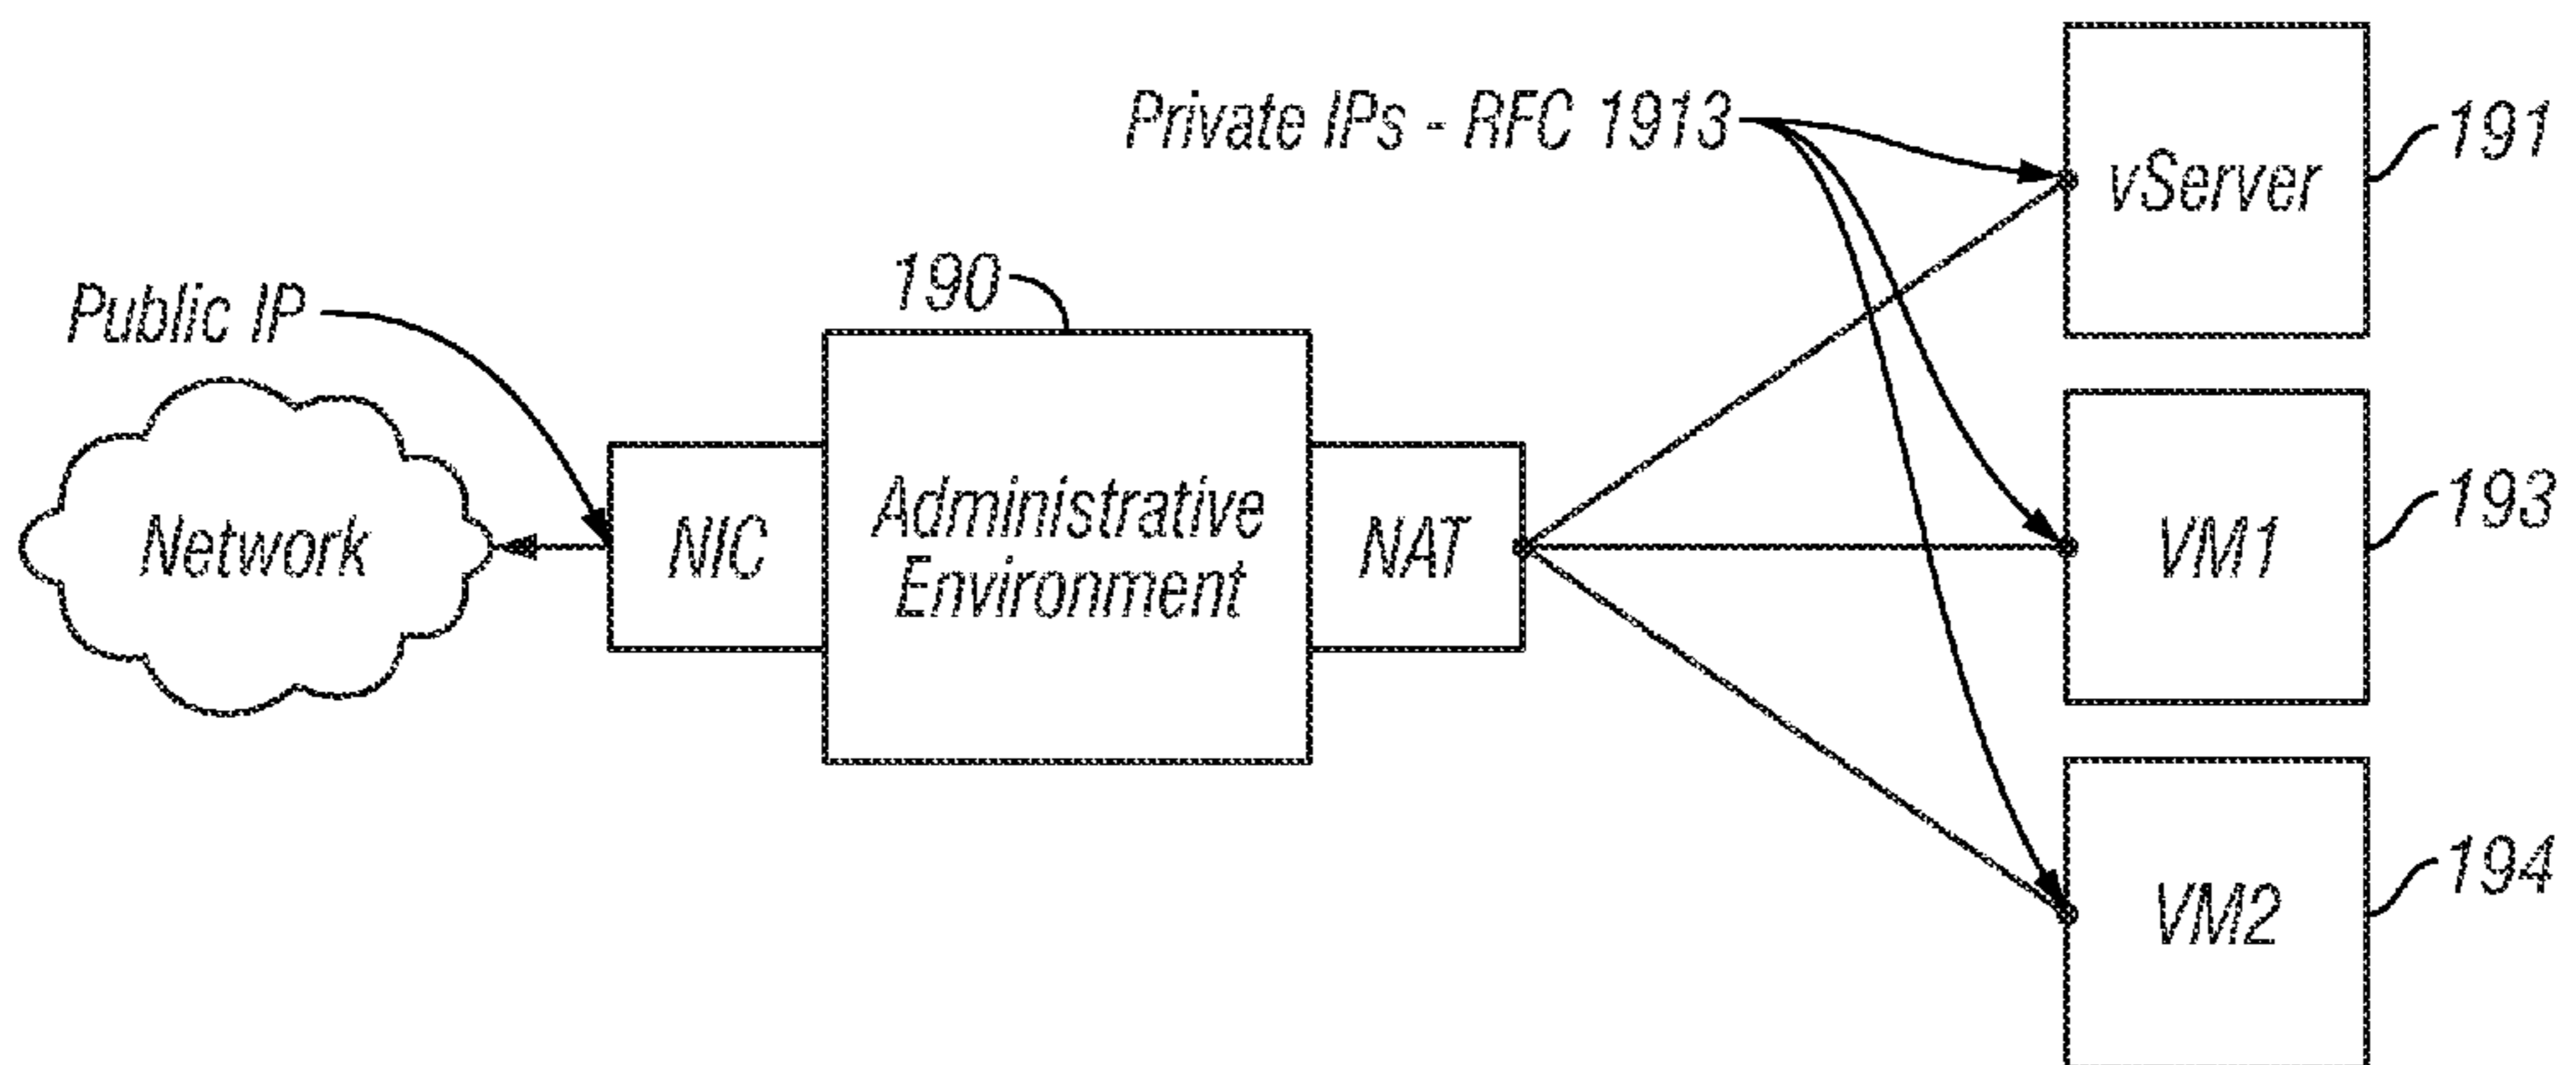 Private IPs - RFC 1913
vServer
191
190
Public IP
Network
NIC
Administrative
Environment
NAT
VM1
193
VM2
194